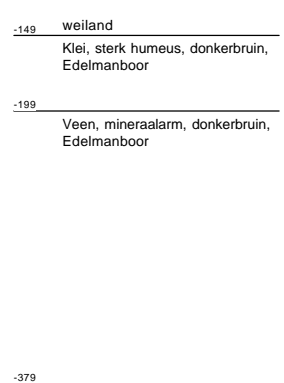 -149 weiland
Klei, sterk humeus, donkerbruin,
Edelmanboor
-199
Veen, mineraalarm, donkerbruin,
Edelmanboor
-379